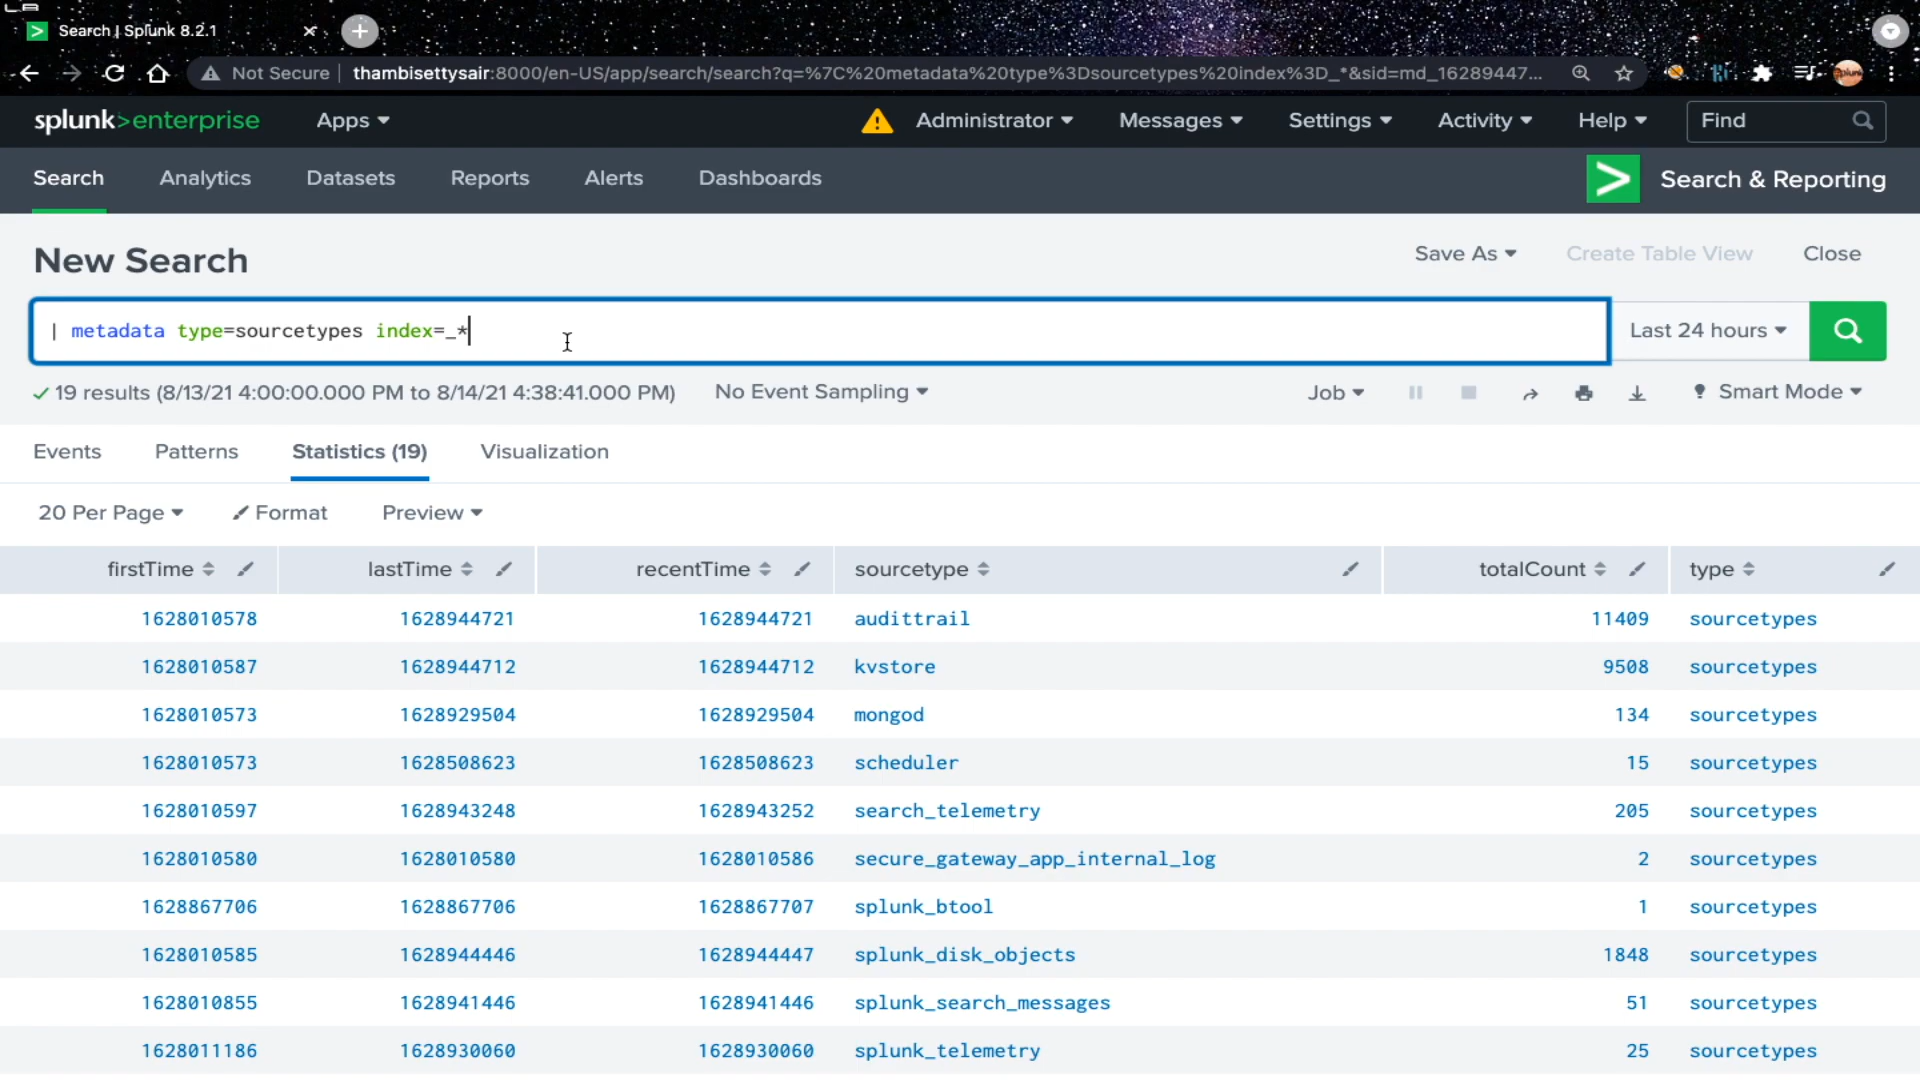 Search | Splunk 8.2.1
Not Secure | thambisettysair:8000/en-US/app/search/search?q=%7C%20metadata%20type%3Dsourcetypes%20index%3D_*&sid=md_16289447...
splunk>enterprise Apps Administrator Messages Settings Activity Help Find
Search Analytics Datasets Reports Alerts Dashboards Search & Reporting
New Search Save As Create Table View Close
| metadata type=sourcetypes index=_* Last 24 hours
19 results (8/13/21 4:00:00.000 PM to 8/14/21 4:38:41.000 PM) No Event Sampling Job Smart Mode
Events Patterns Statistics (19) Visualization
20 Per Page Format Preview
firstTime lastTime recentTime sourcetype totalCount type
1628010578 1628944721 1628944721 audittrail 11409 sourcetypes
1628010587 1628944712 1628944712 kvstore 9508 sourcetypes
1628010573 1628929504 1628929504 mongod 134 sourcetypes
1628010573 1628508623 1628508623 scheduler 15 sourcetypes
1628010597 1628943248 1628943252 search_telemetry 205 sourcetypes
1628010580 1628010580 1628010586 secure_gateway_app_internal_log 2 sourcetypes
1628867706 1628867706 1628867707 splunk_btool 1 sourcetypes
1628010585 1628944446 1628944447 splunk_disk_objects 1848 sourcetypes
1628010855 1628941446 1628941446 splunk_search_messages 51 sourcetypes
1628011186 1628930060 1628930060 splunk_telemetry 25 sourcetypes